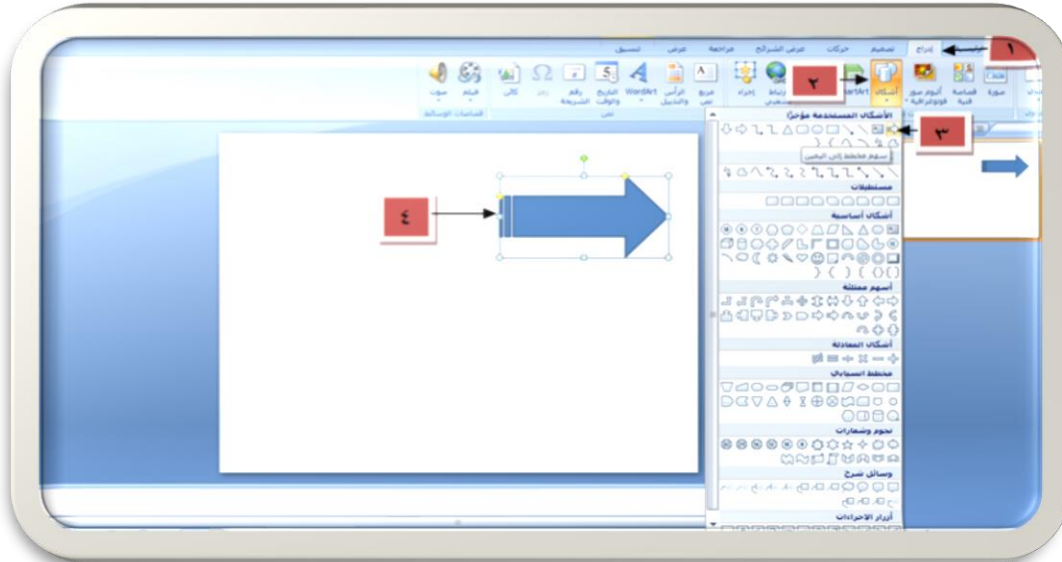 ١
إدراج تصميم حركات عرض الشرائح مراجعة عرض تنسيق
٢
صورة قصاصة فنية ألبوم صور فوتوغرافية أشكال SmartArt إجراء مربع نص الرأس والتذييل WordArt التاريخ والوقت رقم الشريحة رمز كائن فيلم صوت
نص قصاصات الوسائط
الأشكال المستخدمة مؤخرًا
٣
سهم مخطط إلى اليمين
مستطيلات
٤
أشكال أساسية
أسهم ممتلئة
أشكال المعادلة
مخطط انسيابي
نجوم وشعارات
وسائل شرح
أزرار الإجراءات